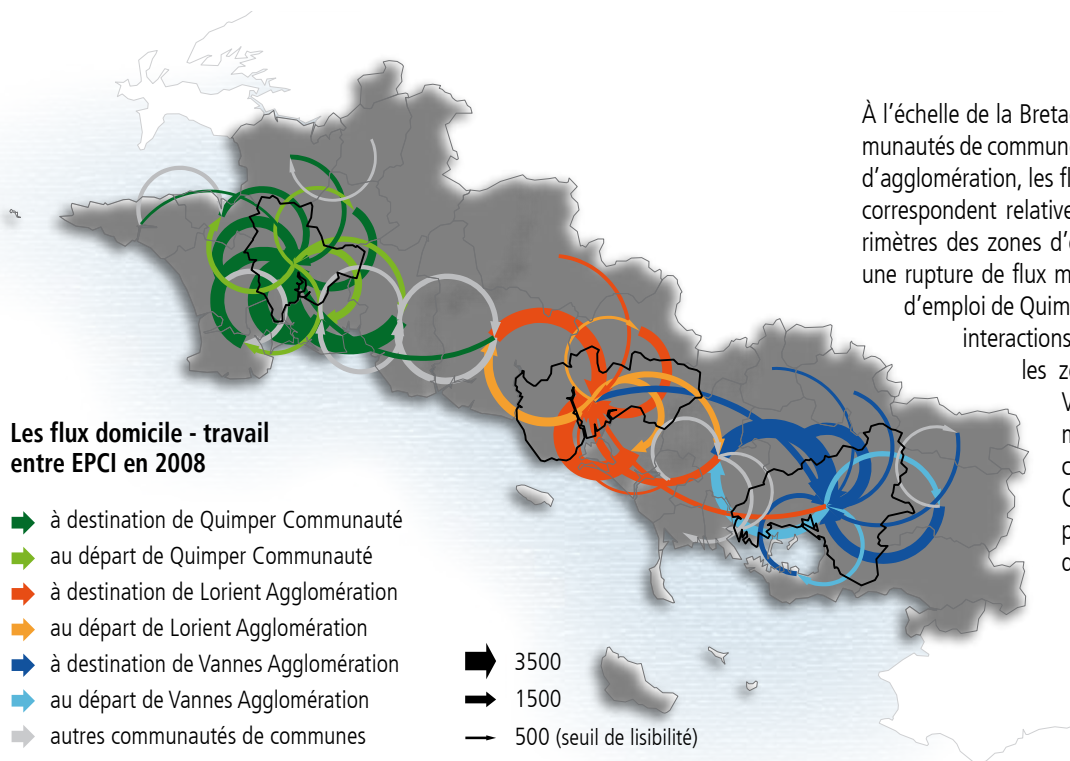 À l'échelle de la Breta
munautés de commun
d'agglomération, les fl
correspondent relative
rimètres des zones d'
une rupture de flux m
d'emploi de Quim
interactions
les z
V
m
c
C
p
d
Les flux domicile - travail
entre EPCI en 2008
à destination de Quimper Communauté
au départ de Quimper Communauté
à destination de Lorient Agglomération
au départ de Lorient Agglomération
à destination de Vannes Agglomération
au départ de Vannes Agglomération
autres communautés de communes
3500
1500
500 (seuil de lisibilité)